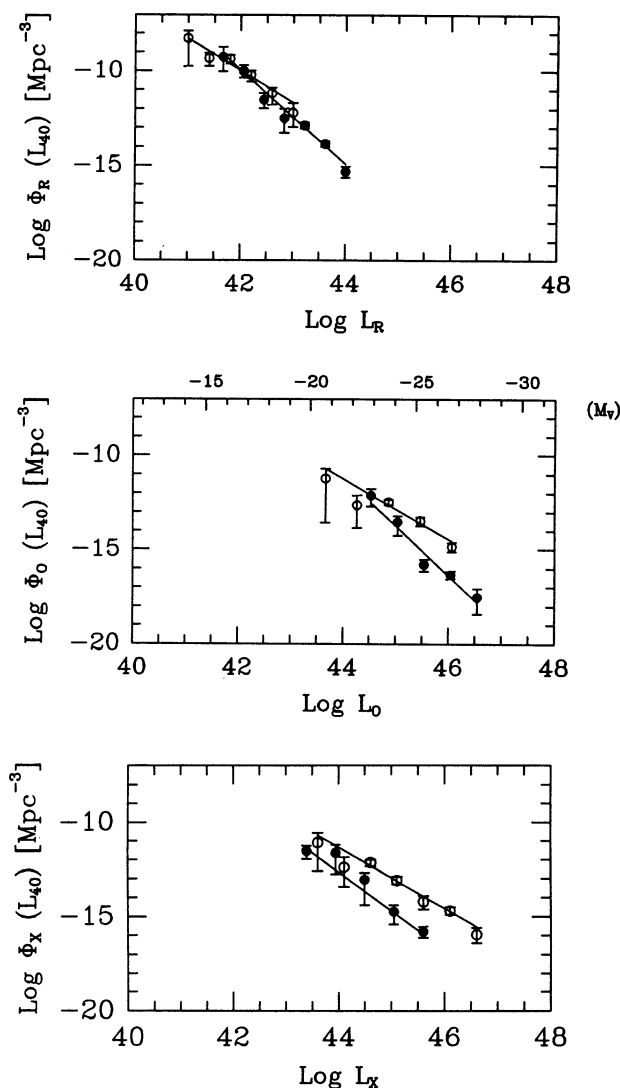 Log Φ_R (L_40) [Mpc^-3]
-10
-15
-20
40 42 44 46 48
Log L_R
-15 -20 -25 -30 (M_V)
Log Φ_O (L_40) [Mpc^-3]
-10
-15
-20
40 42 44 46 48
Log L_O
Log Φ_X (L_40) [Mpc^-3]
-10
-15
-20
40 42 44 46 48
Log L_X